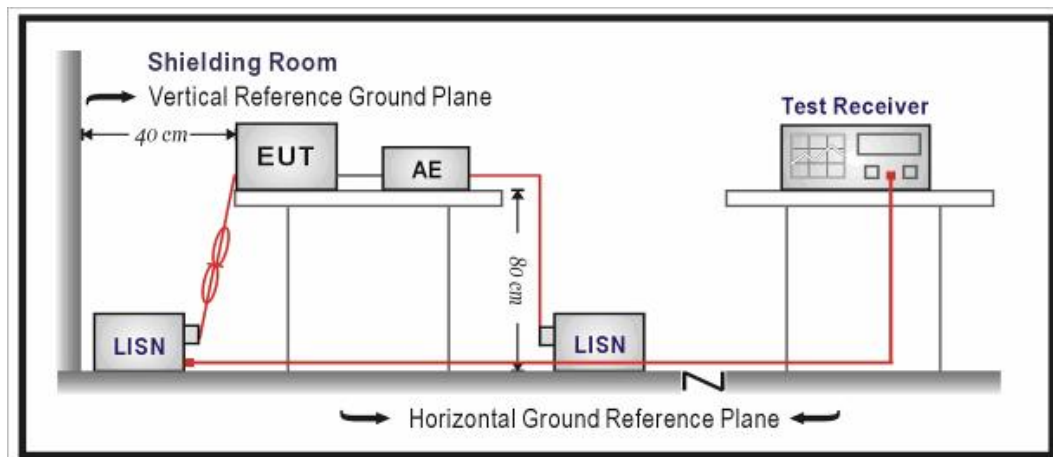 Shielding Room
Vertical Reference Ground Plane
40 cm
EUT
AE
Test Receiver
80 cm
LISN
LISN
Horizontal Ground Reference Plane